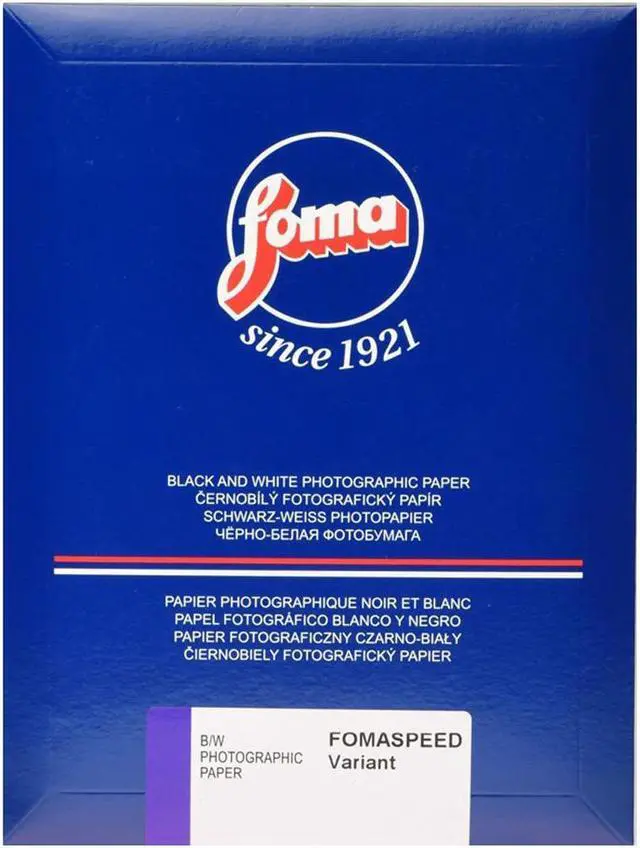 foma
since 1921
BLACK AND WHITE PHOTOGRAPHIC PAPER
ČERNOBÍLÝ FOTOGRAFICKÝ PAPÍR
SCHWARZ-WEISS PHOTOPAPIER
ЧЁРНО-БЕЛАЯ ФОТОБУМАГА
PAPIER PHOTOGRAPHIQUE NOIR ET BLANC
PAPEL FOTOGRÁFICO BLANCO Y NEGRO
PAPIER FOTOGRAFICZNY CZARNO-BIAŁY
ČIERNOBIELY FOTOGRAFICKÝ PAPIER
B/W
PHOTOGRAPHIC
PAPER
FOMASPEED
Variant